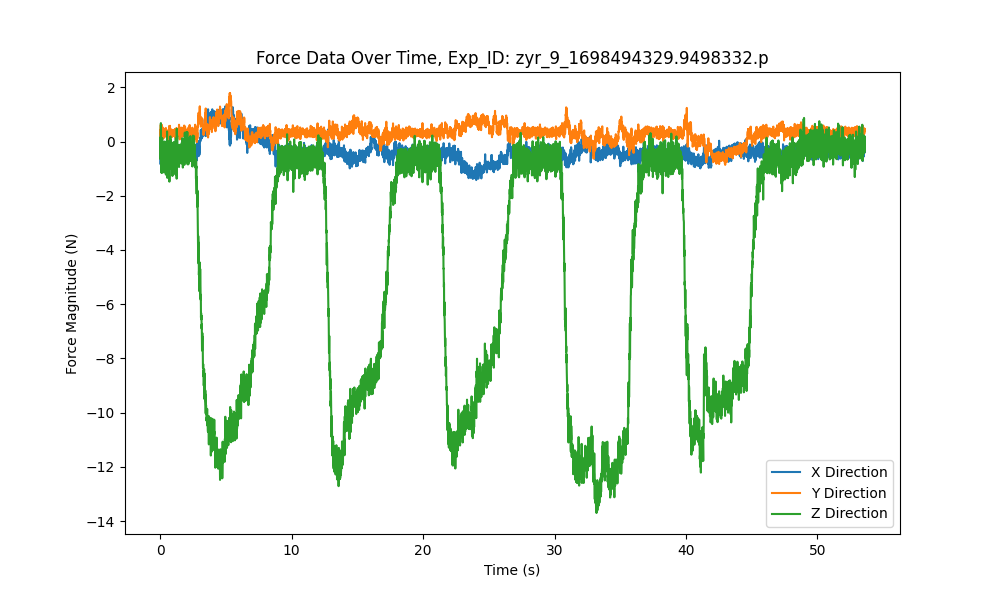 Force Data Over Time, Exp_ID: zyr_9_1698494329.9498332.p
2
0
−2
−4
−6
−8
−10
−12
−14
Force Magnitude (N)
X Direction
Y Direction
Z Direction
0 10 20 30 40 50
Time (s)